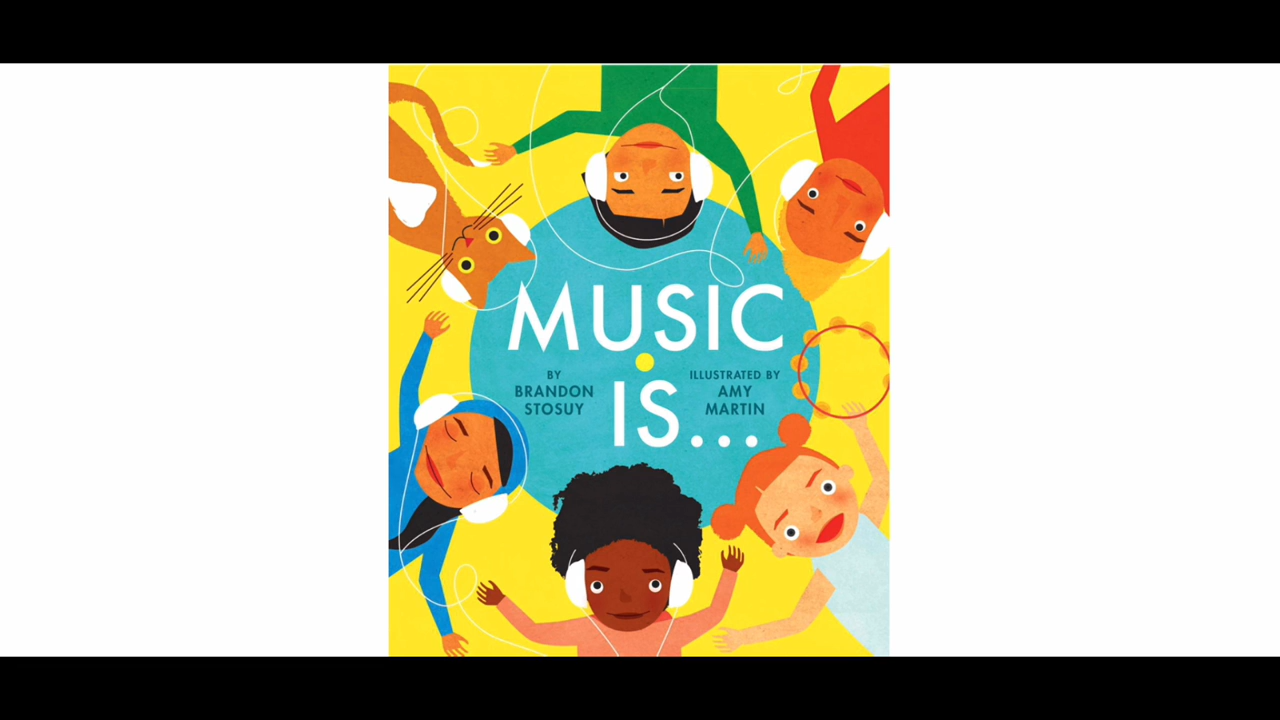 MUSIC
IS...
BY
BRANDON
STOSUY
ILLUSTRATED BY
AMY
MARTIN